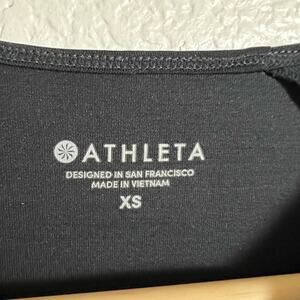 ATHLETA
DESIGNED IN SAN FRANCISCO
MADE IN VIETNAM
XS